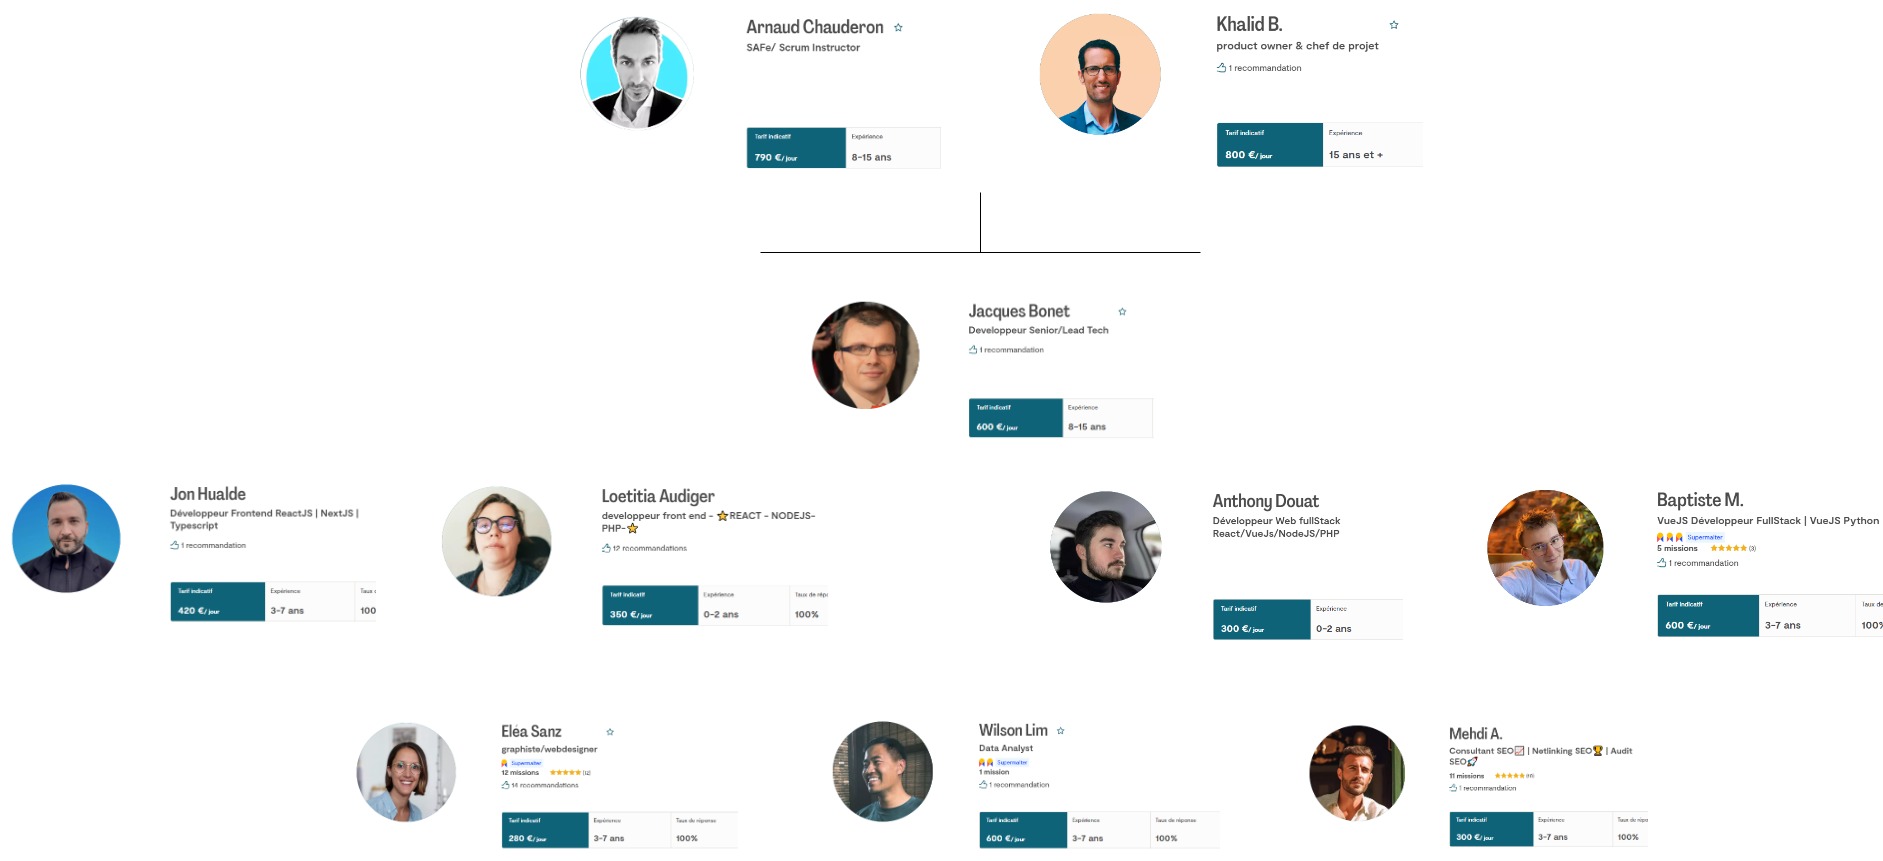 Arnaud Chauderon
SAFe/ Scrum Instructor
Tarif indicatif
Expérience
790 €/ jour
8-15 ans
Khalid B.
product owner & chef de projet
1 recommandation
Tarif indicatif
Expérience
800 €/ jour
15 ans et +
Jacques Bonet
Developpeur Senior/Lead Tech
1 recommandation
Tarif indicatif
Expérience
600 €/ jour
8-15 ans
Jon Hualde
Développeur Frontend ReactJS | NextJS |
Typescript
1 recommandation
Tarif indicatif
Expérience
Taux
420 €/ jour
3-7 ans
100
Loetitia Audiger
developpeur front end - ⭐REACT - NODEJS-
PHP-⭐
12 recommandations
Tarif indicatif
Expérience
Taux de répo
350 €/ jour
0-2 ans
100%
Anthony Douat
Développeur Web fullStack
React/VueJs/NodeJS/PHP
Tarif indicatif
Expérience
300 €/ jour
0-2 ans
Baptiste M.
VueJS Développeur FullStack | VueJS Python
Supermalter
5 missions (3)
1 recommandation
Tarif indicatif
Expérience
Taux de
600 €/ jour
3-7 ans
100%
Eléa Sanz
graphiste/webdesigner
Supermalter
12 missions (12)
14 recommandations
Tarif indicatif
Expérience
Taux de réponse
280 €/ jour
3-7 ans
100%
Wilson Lim
Data Analyst
Supermalter
1 mission
1 recommandation
Tarif indicatif
Expérience
Taux de réponse
600 €/ jour
3-7 ans
100%
Mehdi A.
Consultant SEO📈 | Netlinking SEO🏆 | Audit
SEO🚀
11 missions
1 recommandation
Tarif indicatif
Expérience
Taux de répo
300 €/ jour
3-7 ans
100%